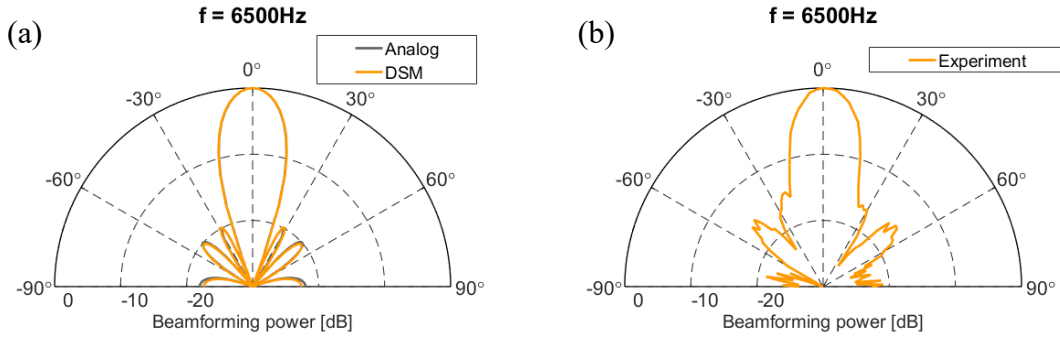 (a)
f = 6500Hz
Analog
DSM
0°
-30°
30°
-60°
60°
-90°
90°
0
-10
-20
Beamforming power [dB]
(b)
f = 6500Hz
Experiment
0°
-30°
30°
-60°
60°
-90°
90°
0
-10
-20
Beamforming power [dB]